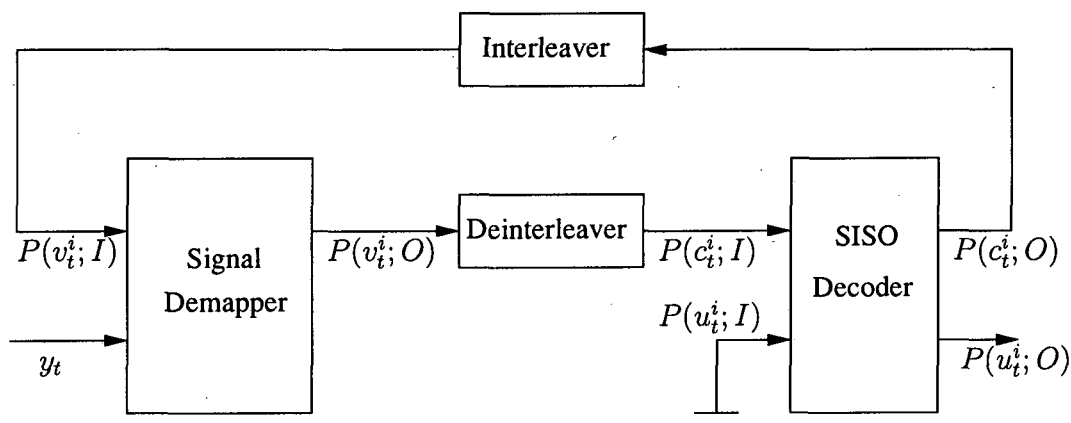 Interleaver
Deinterleaver
Signal
Demapper
SISO
Decoder
P(v_t^i; I)
P(v_t^i; O)
P(c_t^i; I)
P(c_t^i; O)
P(u_t^i; I)
y_t
P(u_t^i; O)